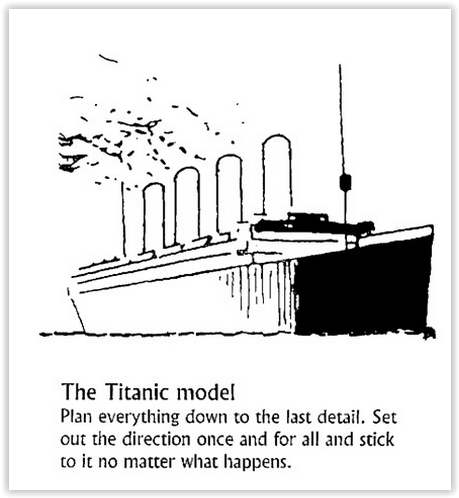 The Titanic model
Plan everything down to the last detail. Set
out the direction once and for all and stick
to it no matter what happens.